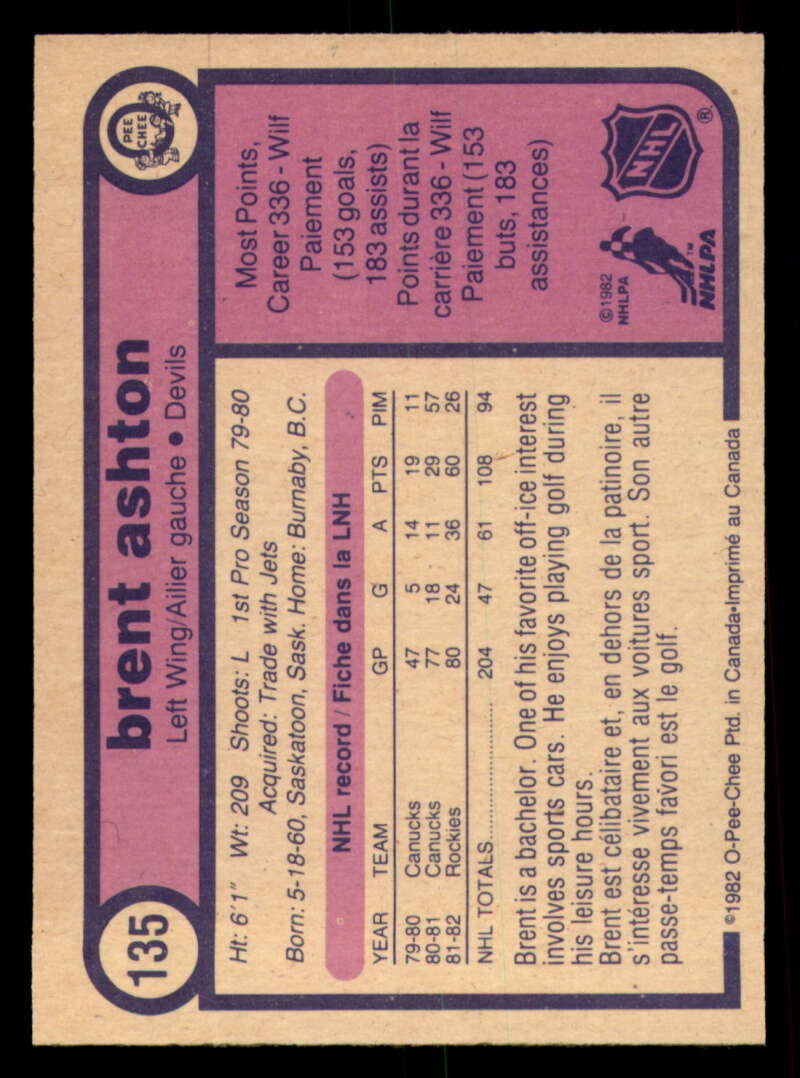 135
brent ashton
Left Wing/Ailier gauche • Devils
O
PEE
CHEE
Ht: 6'1" Wt: 209 Shoots: L 1st Pro Season 79-80
Acquired: Trade with Jets
Born: 5-18-60, Saskatoon, Sask. Home: Burnaby, B.C.
NHL record / Fiche dans la LNH
YEAR TEAM GP G A PTS PIM
79-80 Canucks 47 5 14 19 11
80-81 Canucks 77 18 11 29 57
81-82 Rockies 80 24 36 60 26
NHL TOTALS.................... 204 47 61 108 94
Brent is a bachelor. One of his favorite off-ice interest
involves sports cars. He enjoys playing golf during
his leisure hours.
Brent est célibataire et, en dehors de la patinoire, il
s'intéresse vivement aux voitures sport. Son autre
passe-temps favori est le golf.
Most Points,
Career 336 - Wilf
Paiement
(153 goals,
183 assists)
Points durant la
carrière 336 - Wilf
Paiement (153
buts, 183
assistances)
©1982
NHLPA
NHLPA™
NHL®
©1982 O-Pee-Chee Ptd. in Canada•Imprimé au Canada